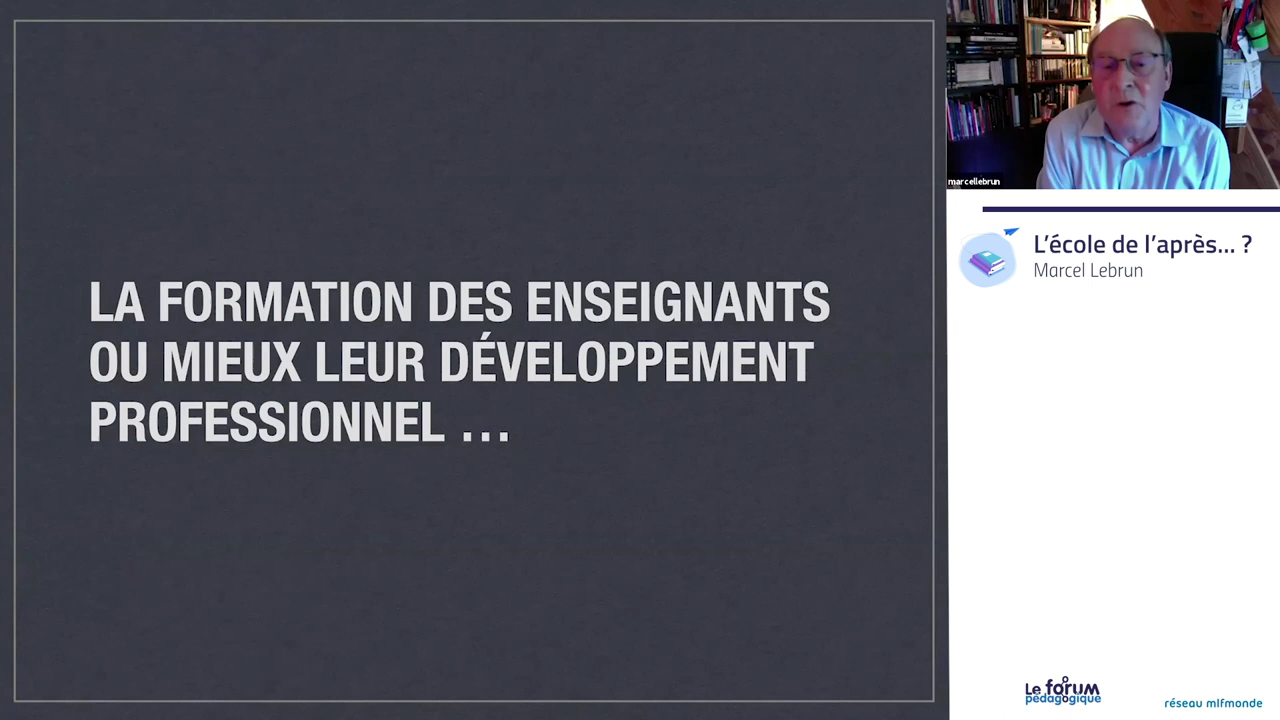 LA FORMATION DES ENSEIGNANTS
OU MIEUX LEUR DÉVELOPPEMENT
PROFESSIONNEL …
marcellebrun
L’école de l’après... ?
Marcel Lebrun
Le forum
pédagogique
réseau mlfmonde